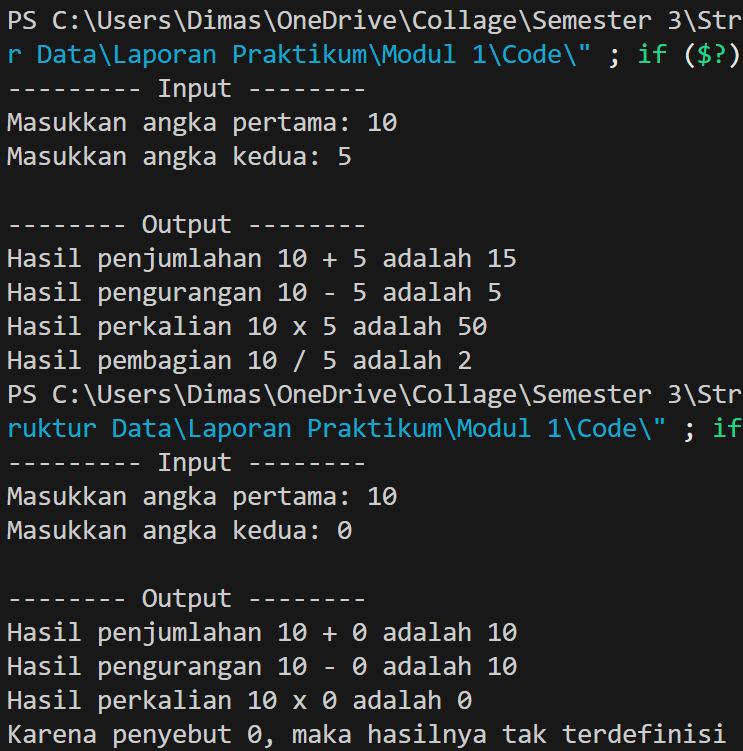 PS C:\Users\Dimas\OneDrive\Collage\Semester 3\Str
r Data\Laporan Praktikum\Modul 1\Code\" ; if ($?)
--------- Input --------
Masukkan angka pertama: 10
Masukkan angka kedua: 5
-------- Output --------
Hasil penjumlahan 10 + 5 adalah 15
Hasil pengurangan 10 - 5 adalah 5
Hasil perkalian 10 x 5 adalah 50
Hasil pembagian 10 / 5 adalah 2
PS C:\Users\Dimas\OneDrive\Collage\Semester 3\Str
ruktur Data\Laporan Praktikum\Modul 1\Code\" ; if
--------- Input --------
Masukkan angka pertama: 10
Masukkan angka kedua: 0
-------- Output --------
Hasil penjumlahan 10 + 0 adalah 10
Hasil pengurangan 10 - 0 adalah 10
Hasil perkalian 10 x 0 adalah 0
Karena penyebut 0, maka hasilnya tak terdefinisi